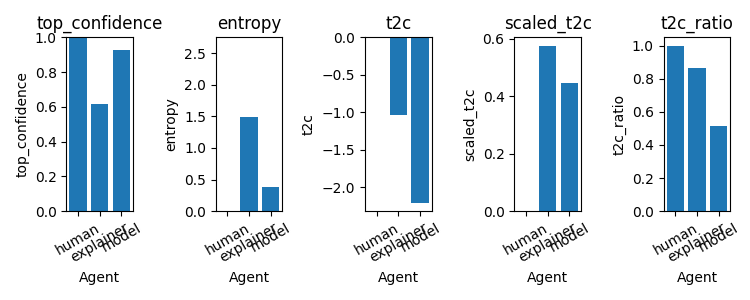 top_confidence
top_confidence
1.0
0.8
0.6
0.4
0.2
0.0
human
explainer
model
Agent
entropy
entropy
2.5
2.0
1.5
1.0
0.5
0.0
human
explainer
model
Agent
t2c
t2c
0.0
−0.5
−1.0
−1.5
−2.0
human
explainer
model
Agent
scaled_t2c
scaled_t2c
0.6
0.4
0.2
0.0
human
explainer
model
Agent
t2c_ratio
t2c_ratio
1.0
0.8
0.6
0.4
0.2
0.0
human
explainer
model
Agent